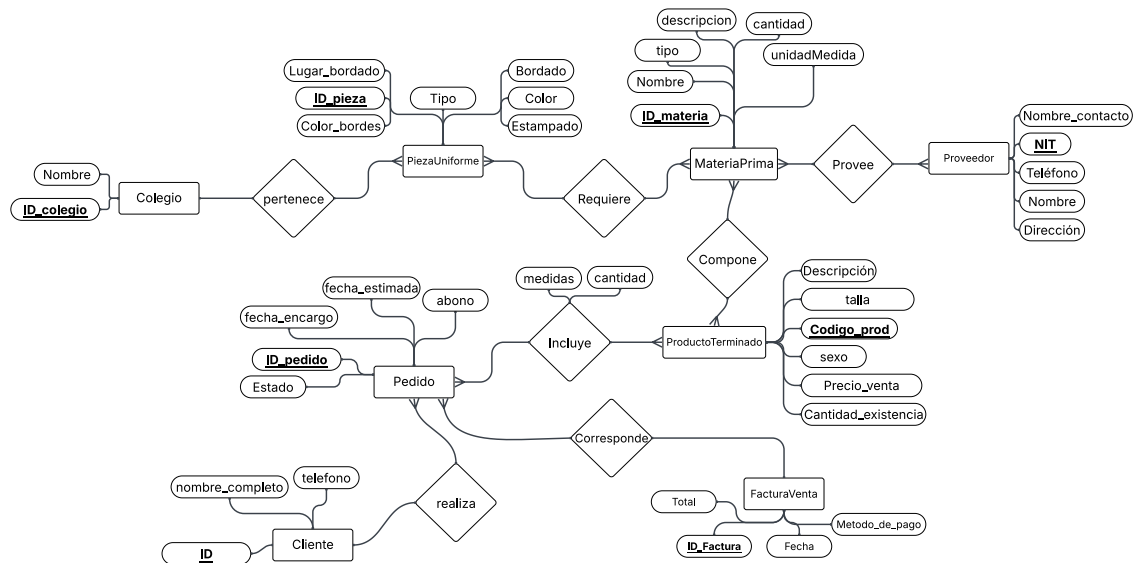 descripcion
cantidad
tipo
unidadMedida
Nombre
ID_materia
Lugar_bordado
ID_pieza
Color_bordes
Tipo
Bordado
Color
Estampado
Nombre_contacto
NIT
Teléfono
Nombre
Dirección
PiezaUniforme
MateriaPrima
Provee
Proveedor
Nombre
ID_colegio
Colegio
pertenece
Requiere
Compone
medidas
cantidad
Descripción
talla
Codigo_prod
sexo
Precio_venta
Cantidad_existencia
fecha_estimada
abono
fecha_encargo
ID_pedido
Estado
Pedido
Incluye
ProductoTerminado
Corresponde
nombre_completo
telefono
ID
Cliente
realiza
FacturaVenta
Total
Metodo_de_pago
ID_Factura
Fecha